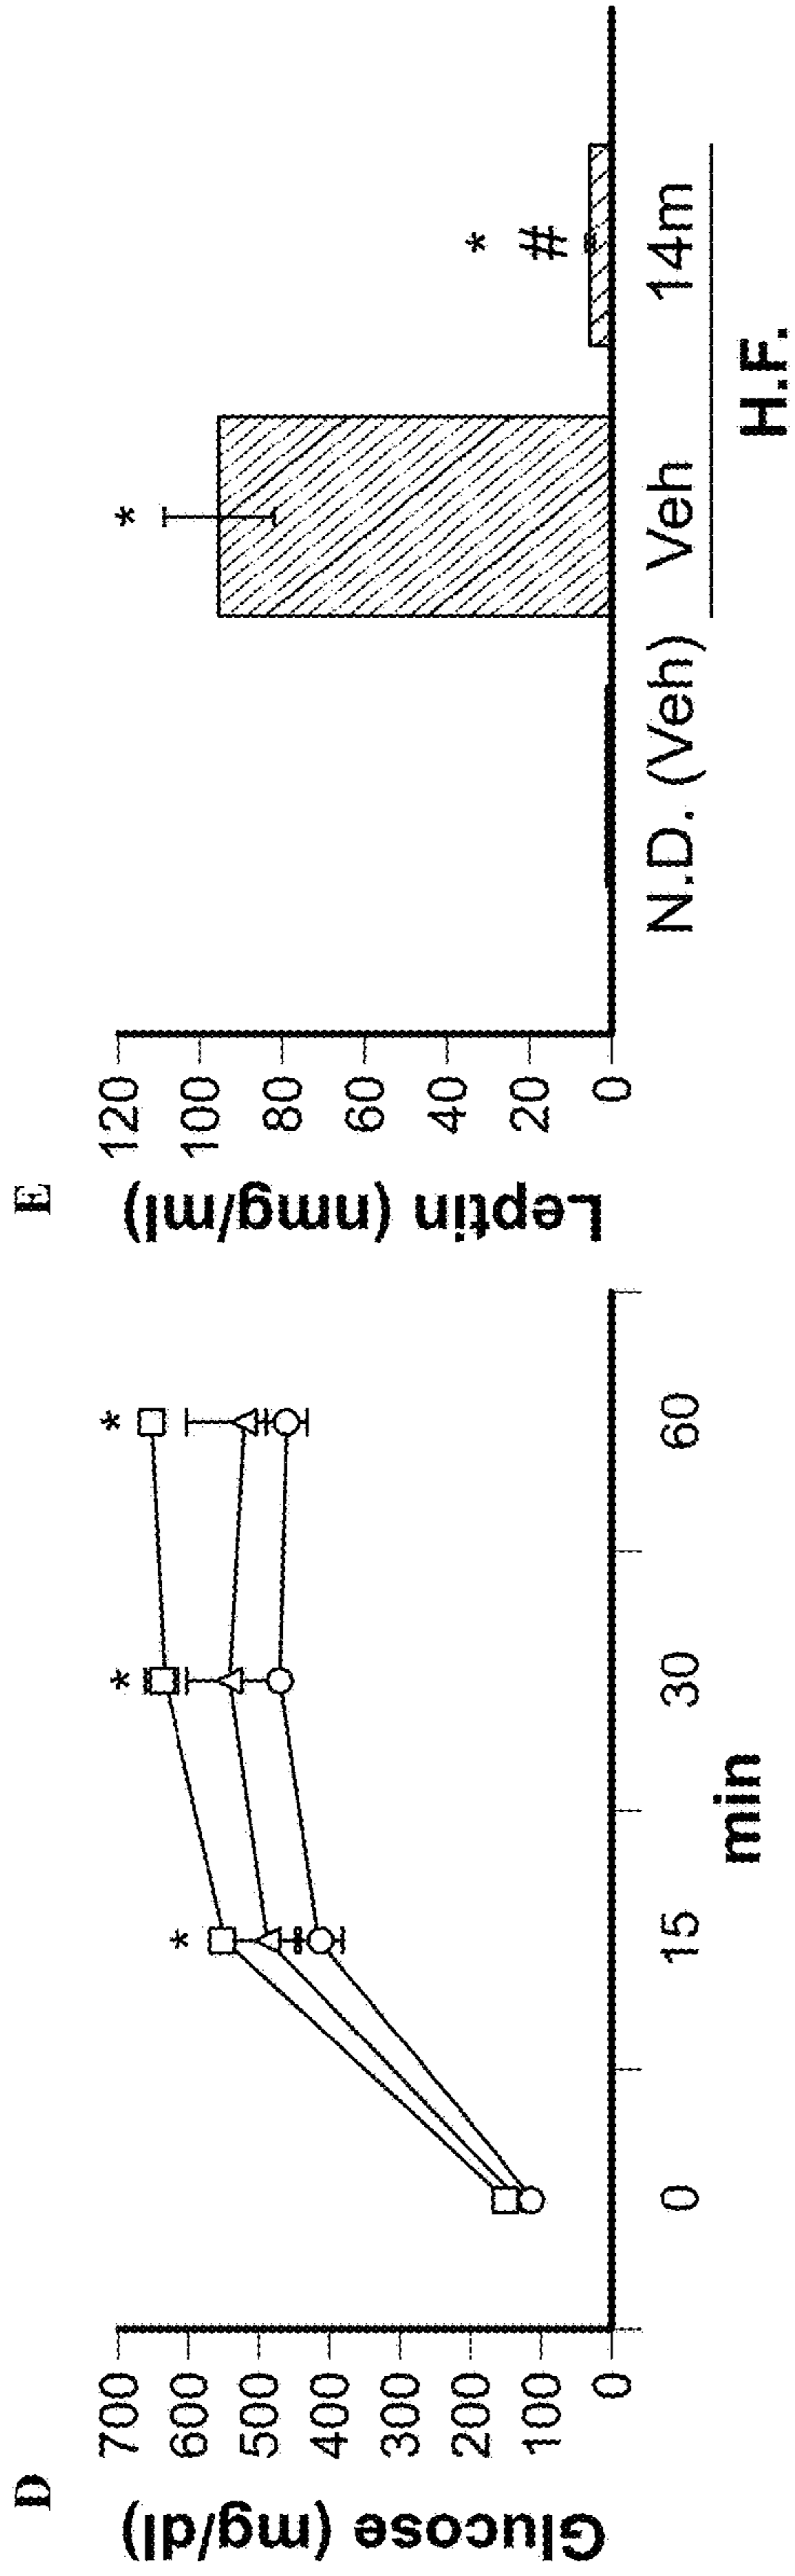 D
Glucose (mg/dl)
700
600
500
400
300
200
100
0
* * *
0 15 30 60
min
E
Leptin (nmg/ml)
120
100
80
60
40
20
0
*
*
#
N.D. (Veh) Veh 14m
H.F.